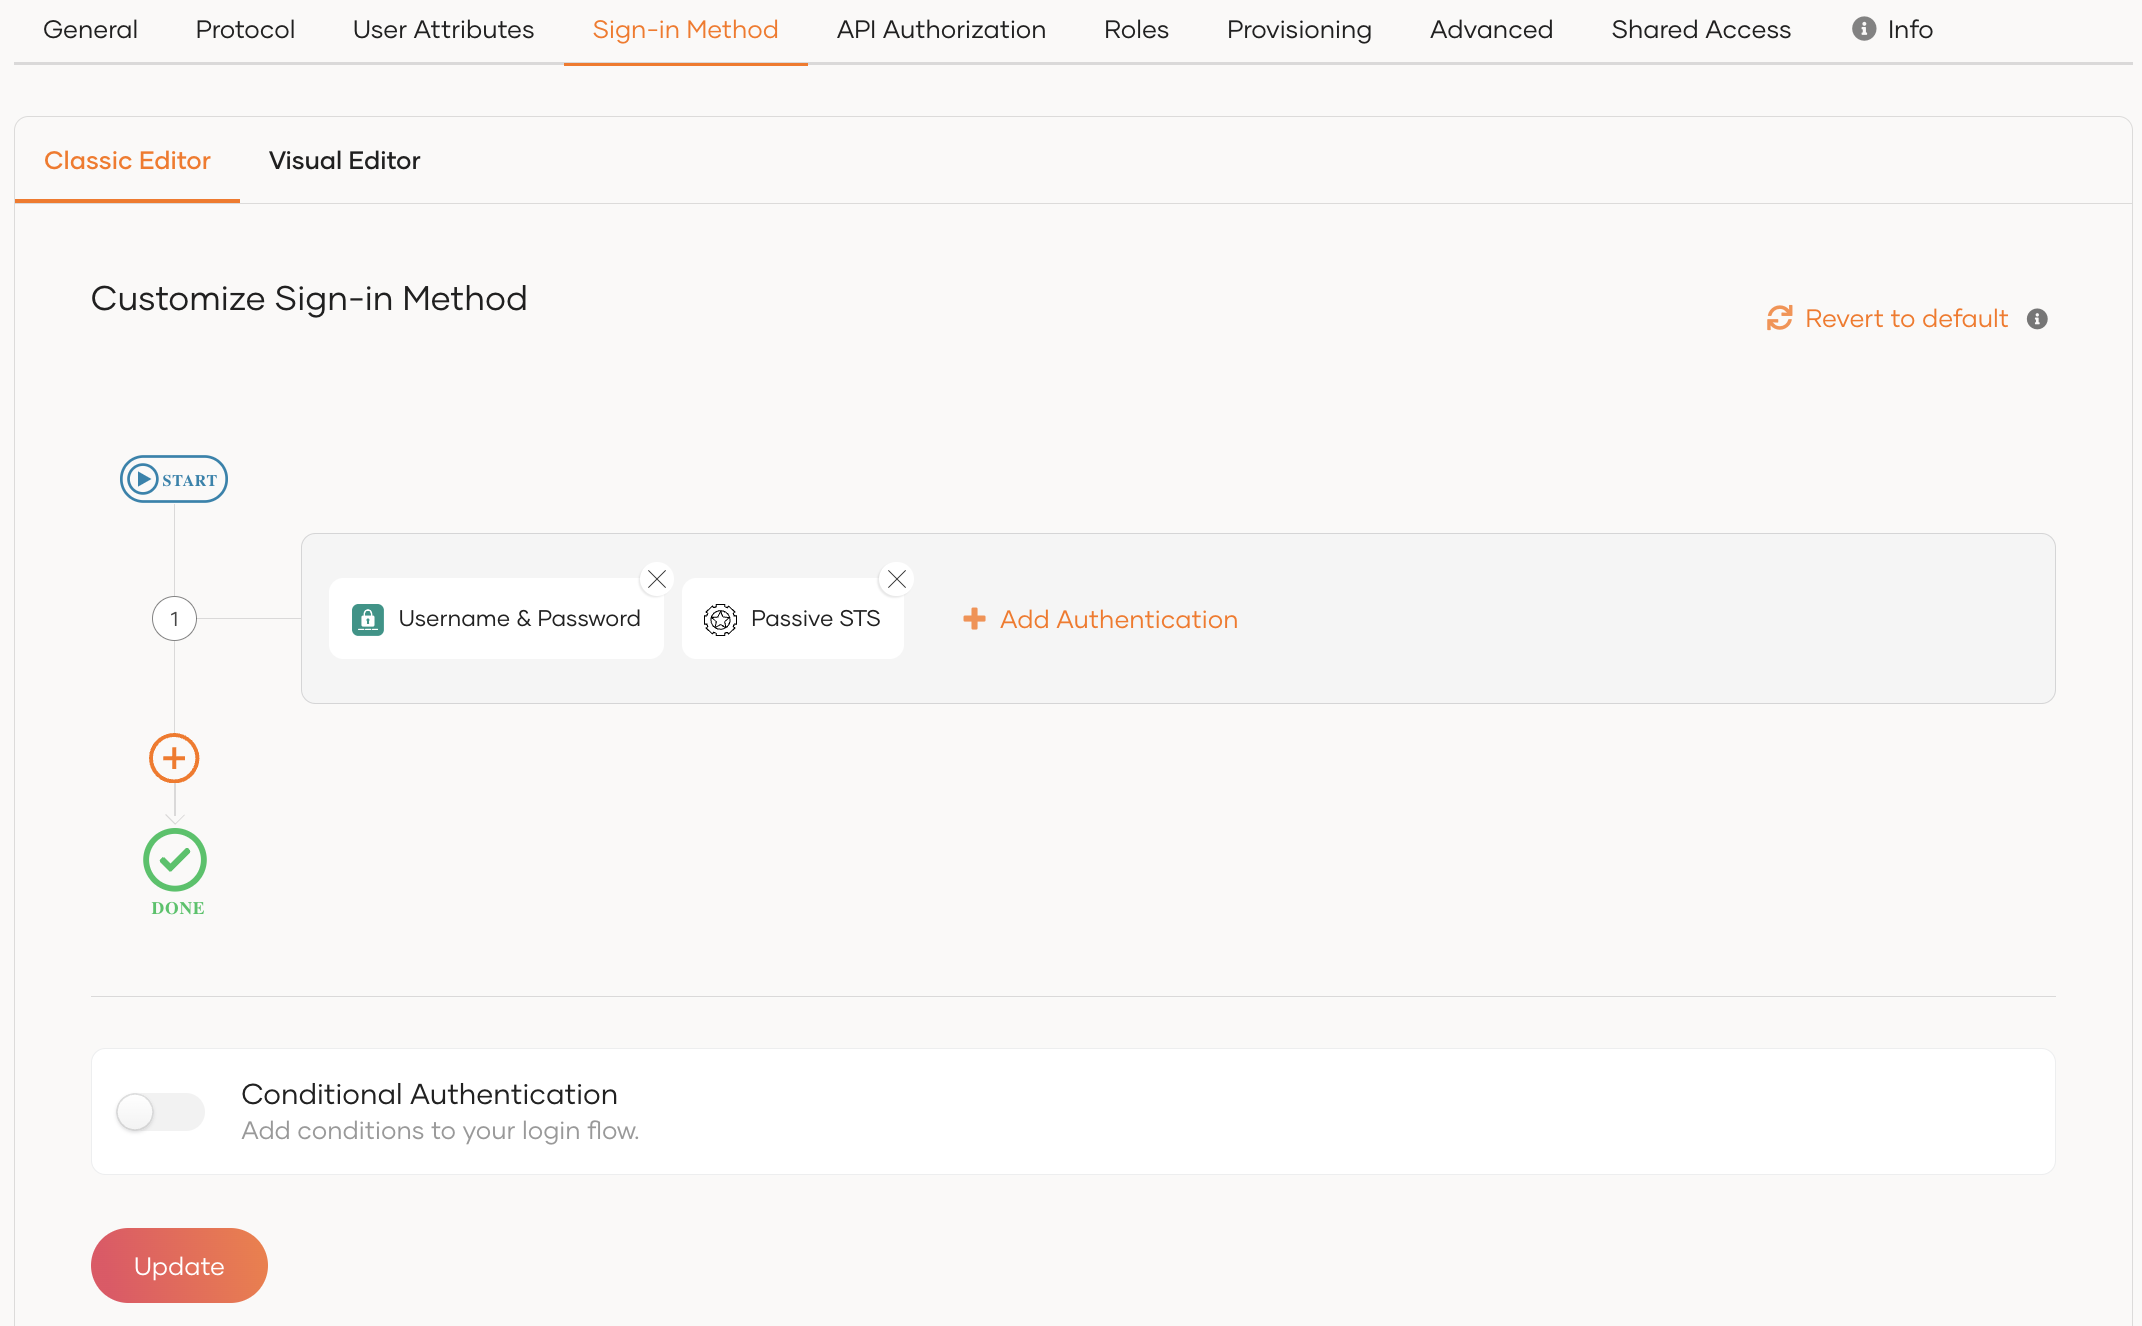 General Protocol User Attributes Sign-in Method API Authorization Roles Provisioning Advanced Shared Access Info
Classic Editor Visual Editor
Customize Sign-in Method
Revert to default
START
1
Username & Password Passive STS Add Authentication
DONE
Conditional Authentication
Add conditions to your login flow.
Update